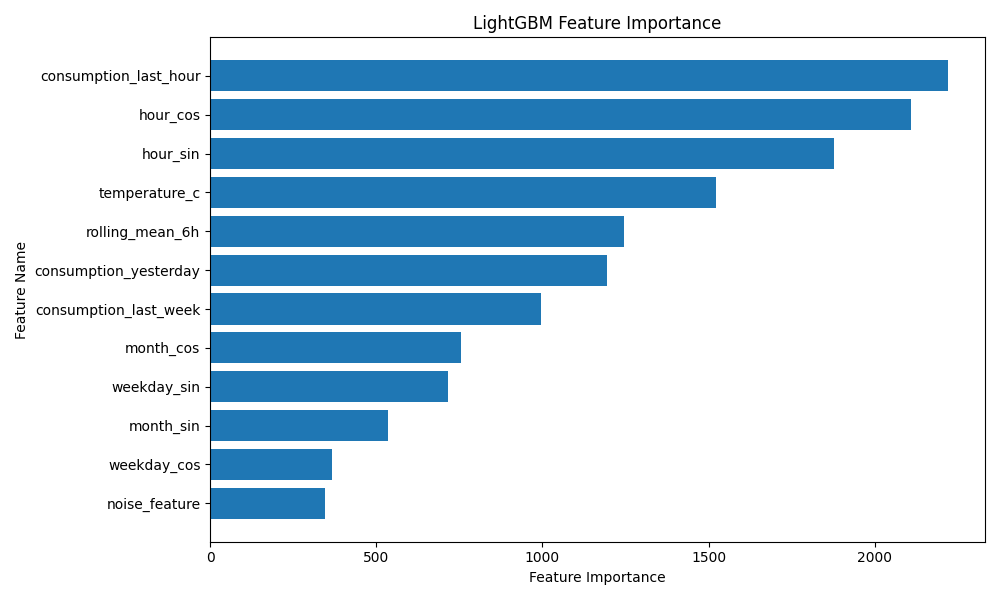 LightGBM Feature Importance
Feature Name
consumption_last_hour
hour_cos
hour_sin
temperature_c
rolling_mean_6h
consumption_yesterday
consumption_last_week
month_cos
weekday_sin
month_sin
weekday_cos
noise_feature
0 500 1000 1500 2000
Feature Importance